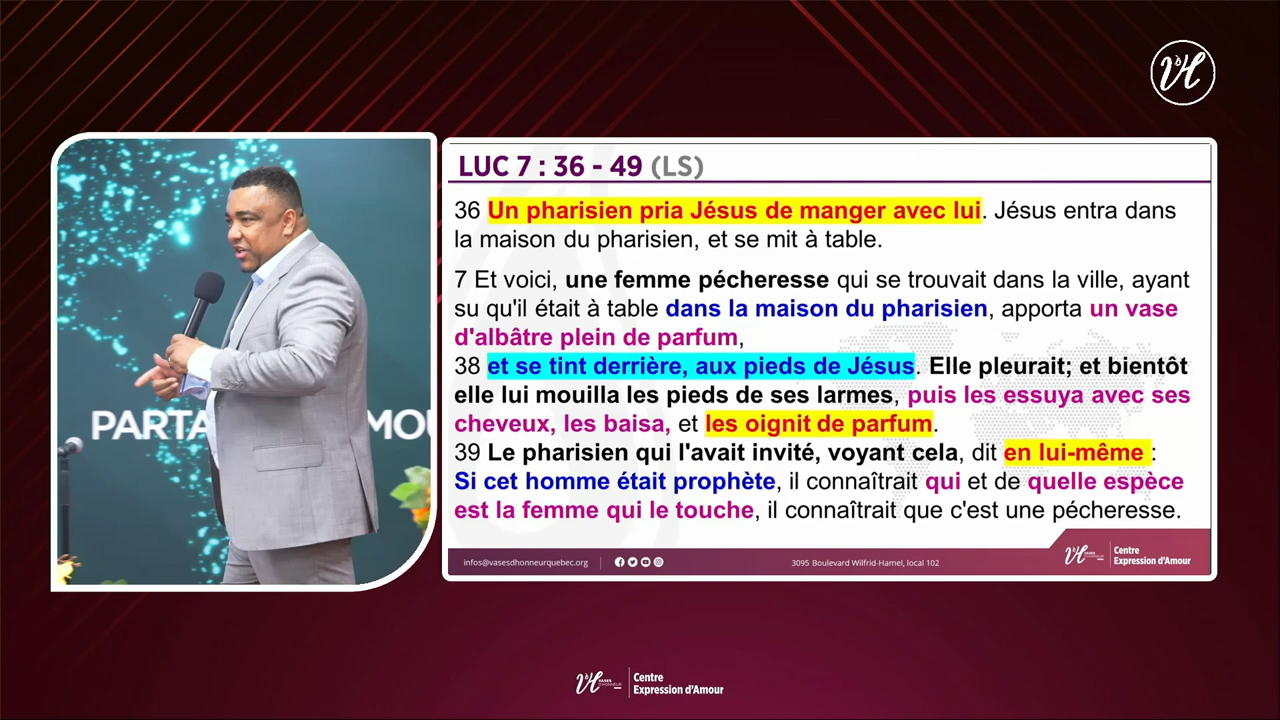 VH
LUC 7 : 36 - 49 (LS)
36 Un pharisien pria Jésus de manger avec lui. Jésus entra dans
la maison du pharisien, et se mit à table.
7 Et voici, une femme pécheresse qui se trouvait dans la ville, ayant
su qu'il était à table dans la maison du pharisien, apporta un vase
d'albâtre plein de parfum,
38 et se tint derrière, aux pieds de Jésus. Elle pleurait; et bientôt
elle lui mouilla les pieds de ses larmes, puis les essuya avec ses
cheveux, les baisa, et les oignit de parfum.
39 Le pharisien qui l'avait invité, voyant cela, dit en lui-même :
Si cet homme était prophète, il connaîtrait qui et de quelle espèce
est la femme qui le touche, il connaîtrait que c'est une pécheresse.
PARTA
MOU
infos@vasesdhonneurquebec.org
3095 Boulevard Wilfrid-Hamel, local 102
VH VASES D'HONNEUR
Centre
Expression d'Amour
VH VASES D'HONNEUR
Centre
Expression d'Amour